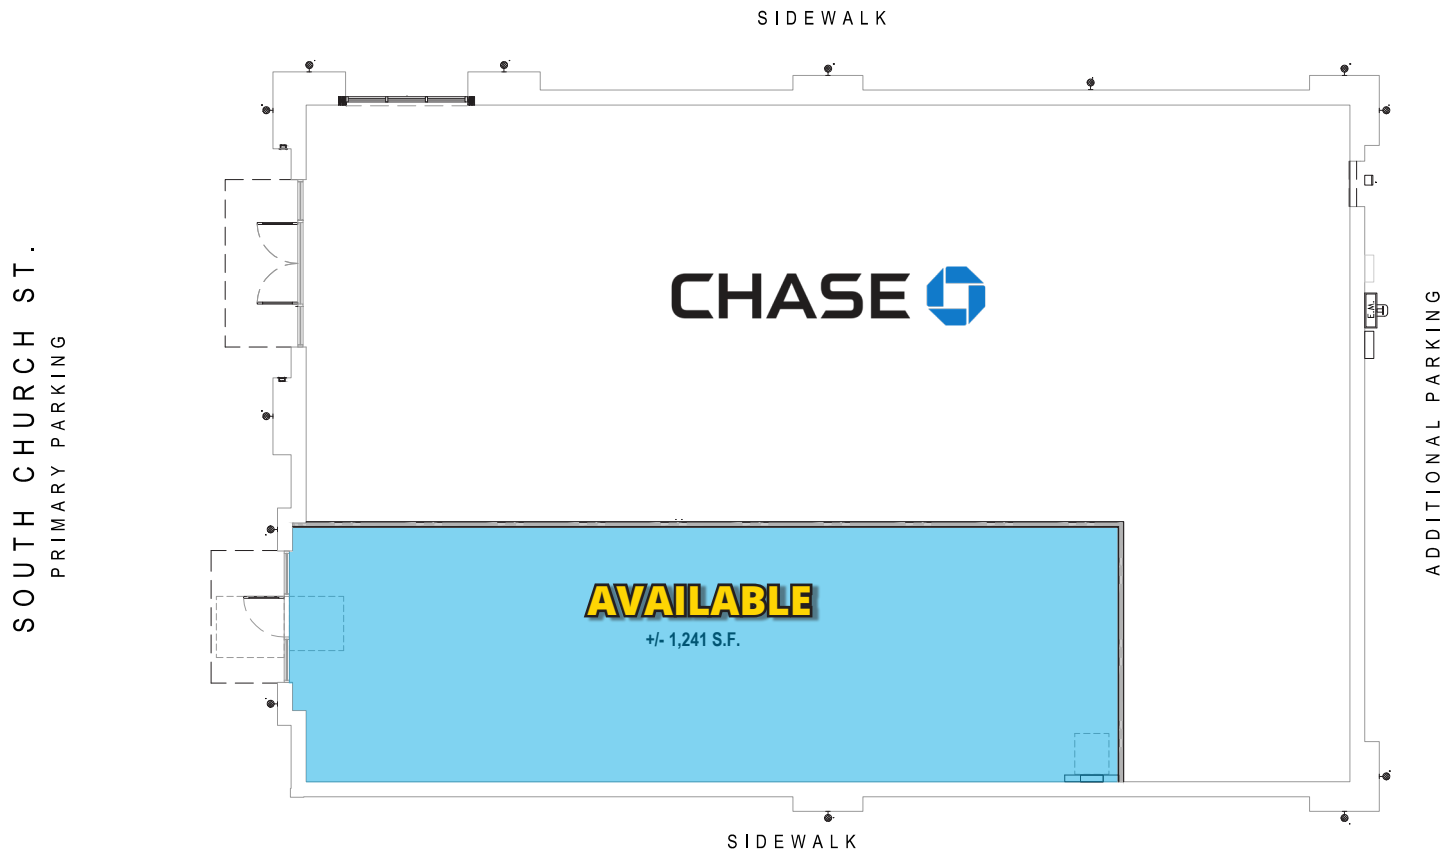 SIDEWALK
SOUTH CHURCH ST.
PRIMARY PARKING
CHASE
E.M.
ADDITIONAL PARKING
AVAILABLE
+/- 1,241 S.F.
SIDEWALK